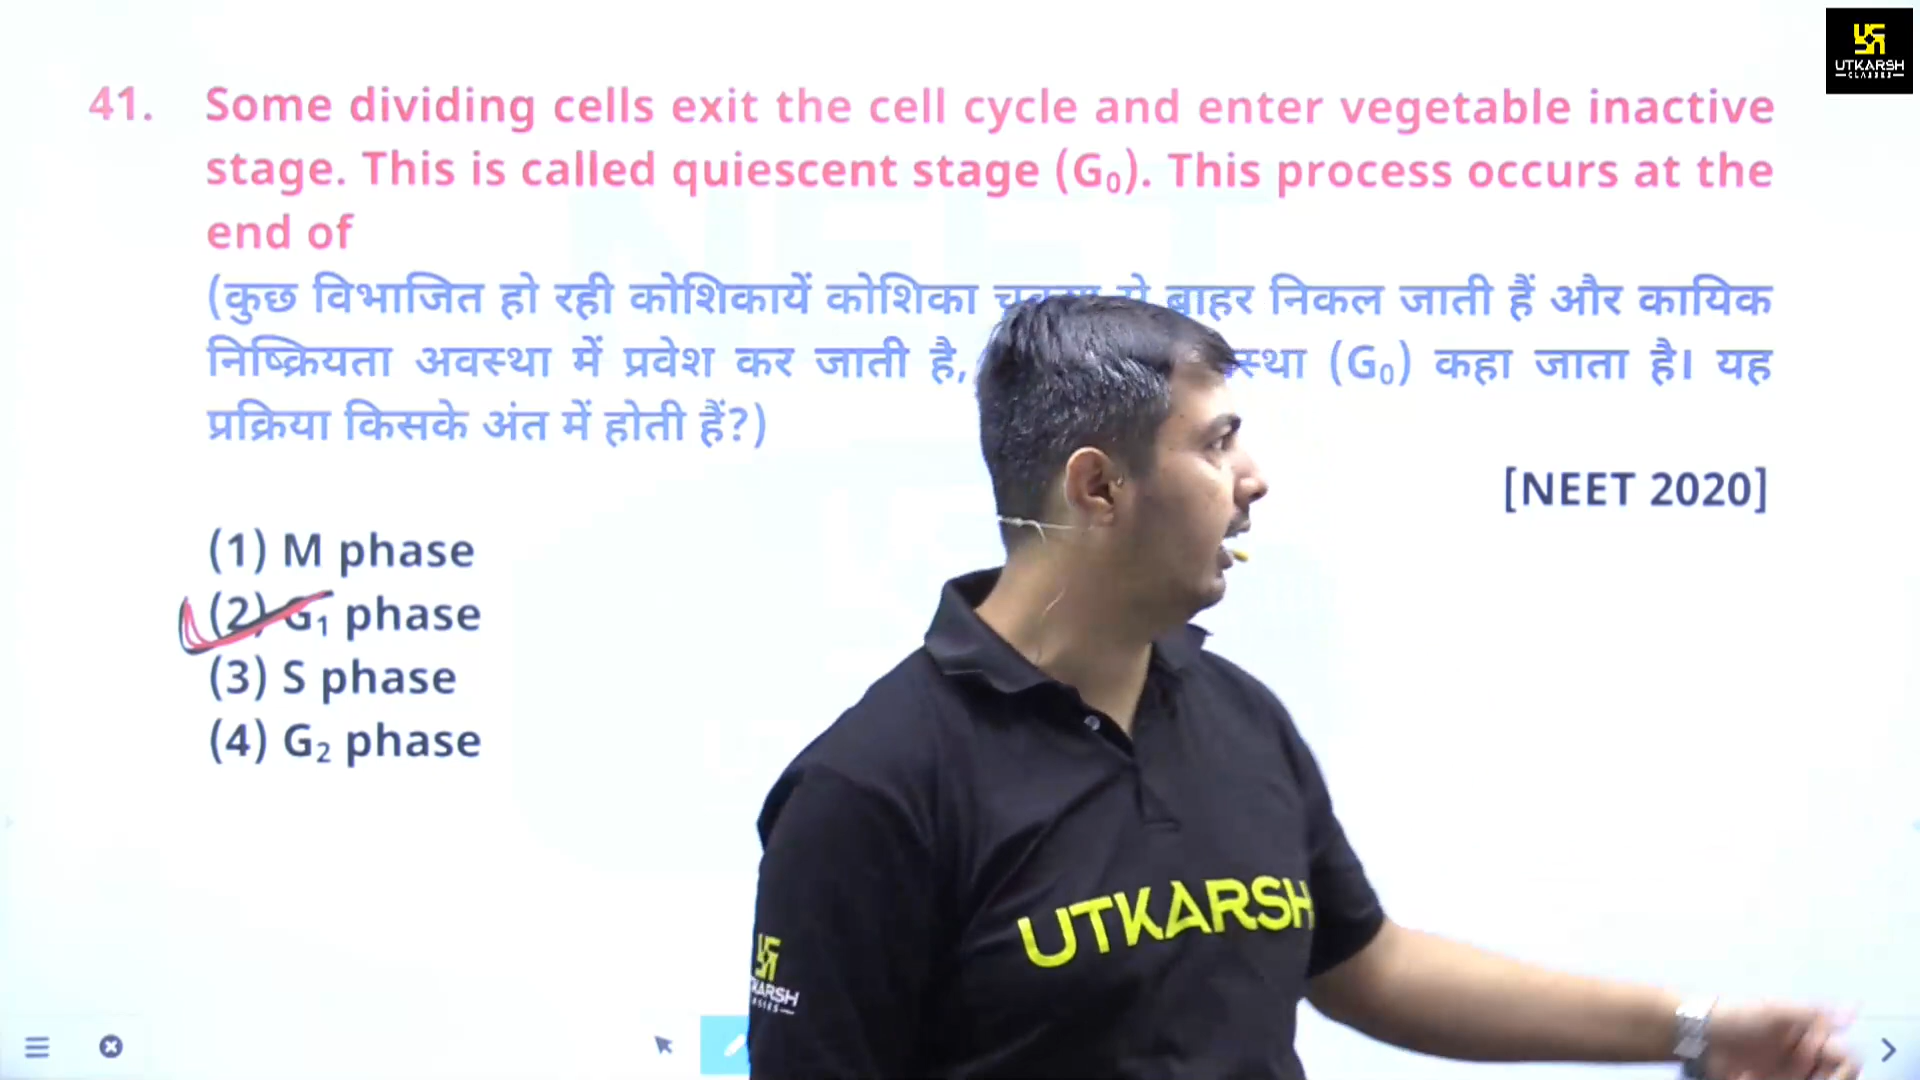 UTKARSH
CLASSES
41. Some dividing cells exit the cell cycle and enter vegetable inactive
stage. This is called quiescent stage (G₀). This process occurs at the
end of
(कुछ विभाजित हो रही कोशिकायें कोशिका बाहर निकल जाती हैं और कायिक
निष्क्रियता अवस्था में प्रवेश कर जाती है, (G₀) कहा जाता है। यह
प्रक्रिया किसके अंत में होती हैं?)
[NEET 2020]
(1) M phase
(2) G₁ phase
(3) S phase
(4) G₂ phase
UTKARSH